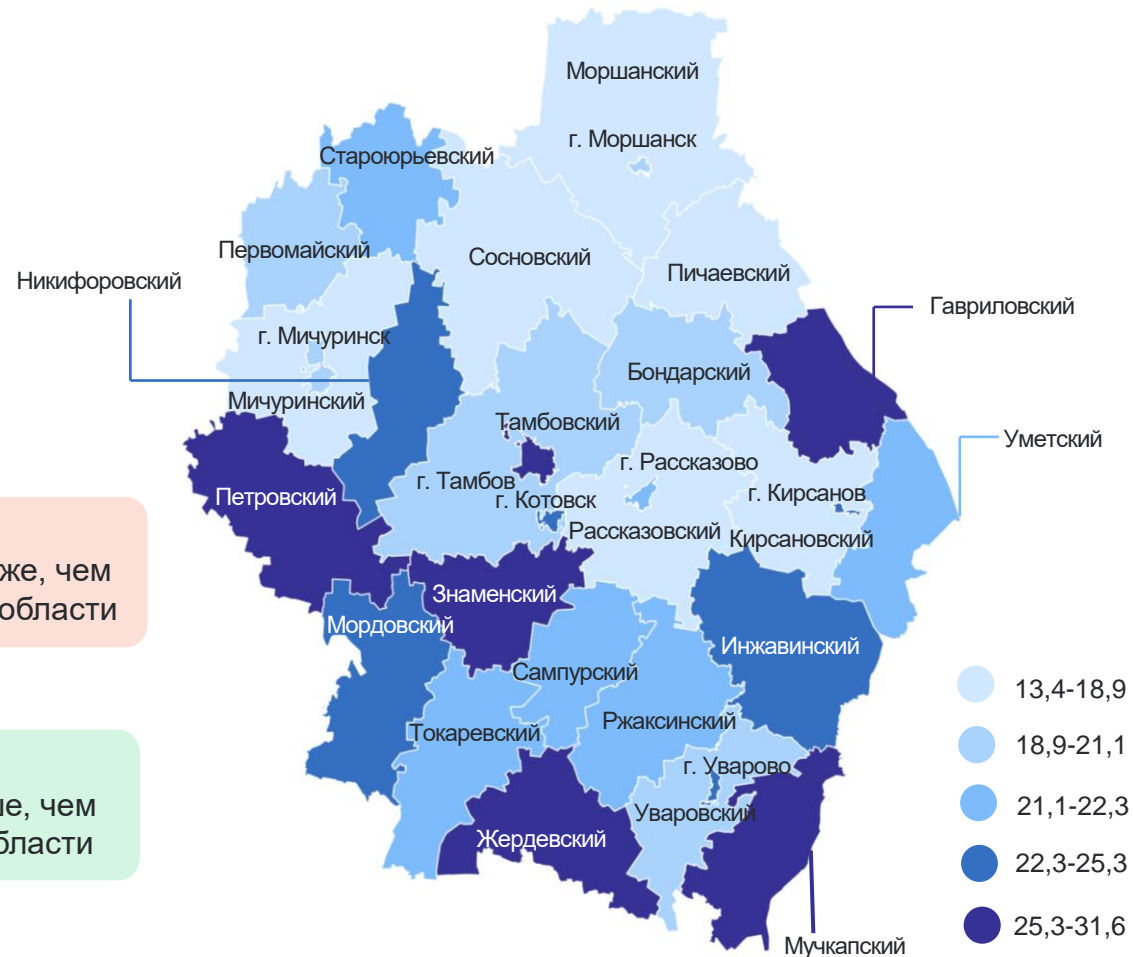 Моршанский
г. Моршанск
Староюрьевский
Первомайский
Сосновский
Пичаевский
Никифоровский
Гавриловский
г. Мичуринск
Бондарский
Мичуринский
Тамбовский
Уметский
г. Рассказово
г. Тамбов
г. Котовск
г. Кирсанов
Петровский
Рассказовский
Кирсановский
же, чем
области
Знаменский
Мордовский
Инжавинский
Сампурский
13,4-18,9
Ржаксинский
Токаревский
18,9-21,1
г. Уварово
ше, чем
бласти
21,1-22,3
Уваровский
Жердевский
22,3-25,3
25,3-31,6
Мучкапский